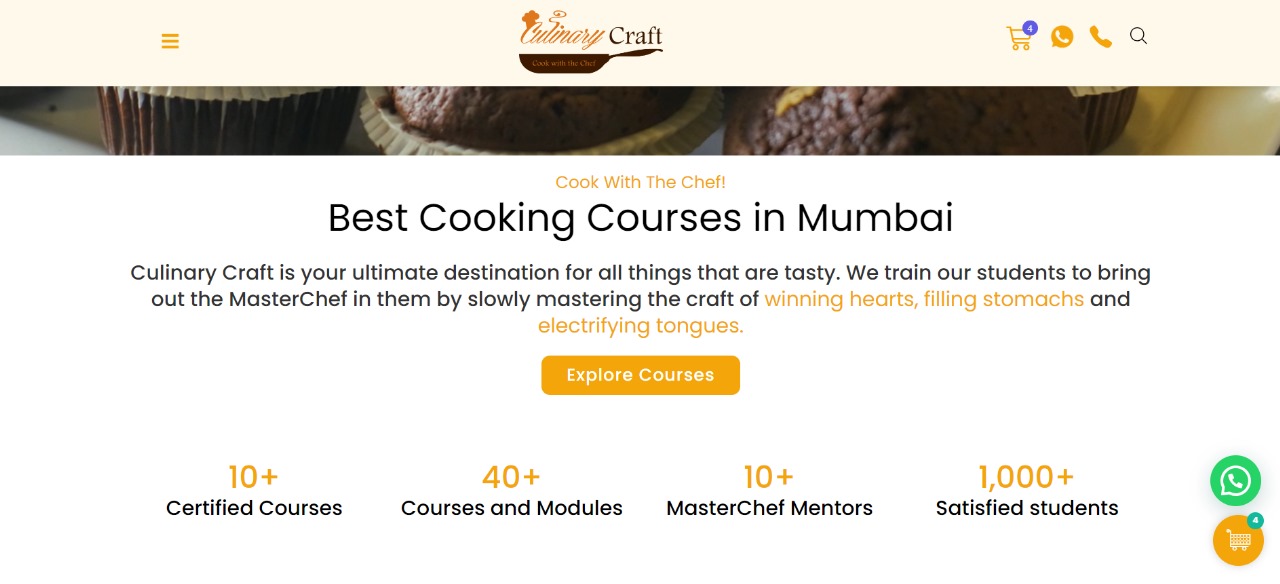 4
Culinary Craft
Cook with the Chef
Cook With The Chef!
Best Cooking Courses in Mumbai
Culinary Craft is your ultimate destination for all things that are tasty. We train our students to bring
out the MasterChef in them by slowly mastering the craft of winning hearts, filling stomachs and
electrifying tongues.
Explore Courses
10+
Certified Courses
40+
Courses and Modules
10+
MasterChef Mentors
1,000+
Satisfied students
4